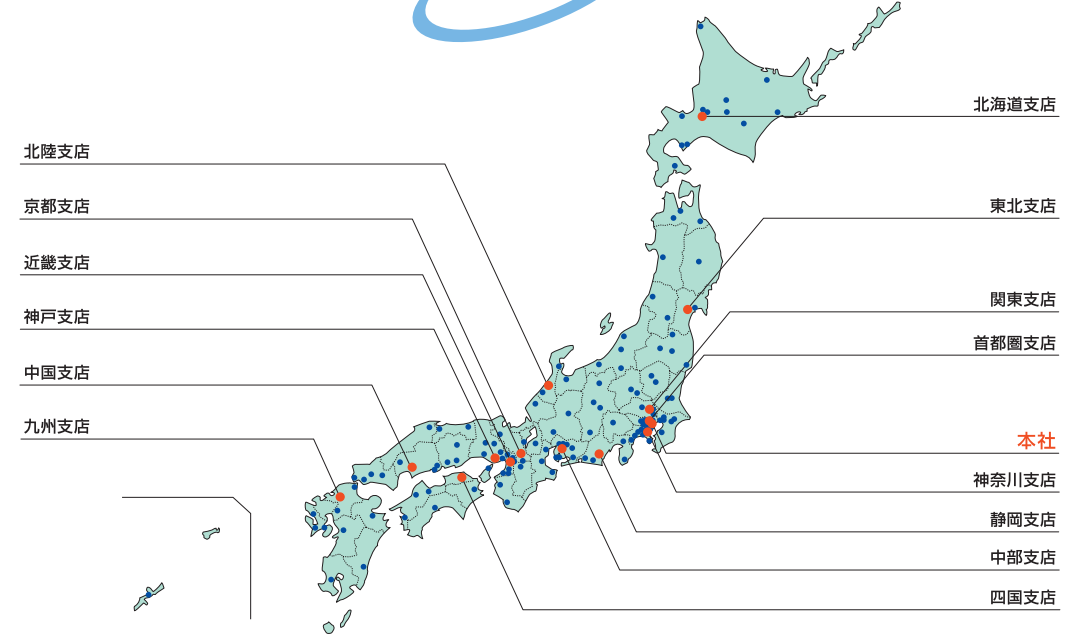 北陸支店
京都支店
近畿支店
神戸支店
中国支店
九州支店
北海道支店
東北支店
関東支店
首都圏支店
本社
神奈川支店
静岡支店
中部支店
四国支店